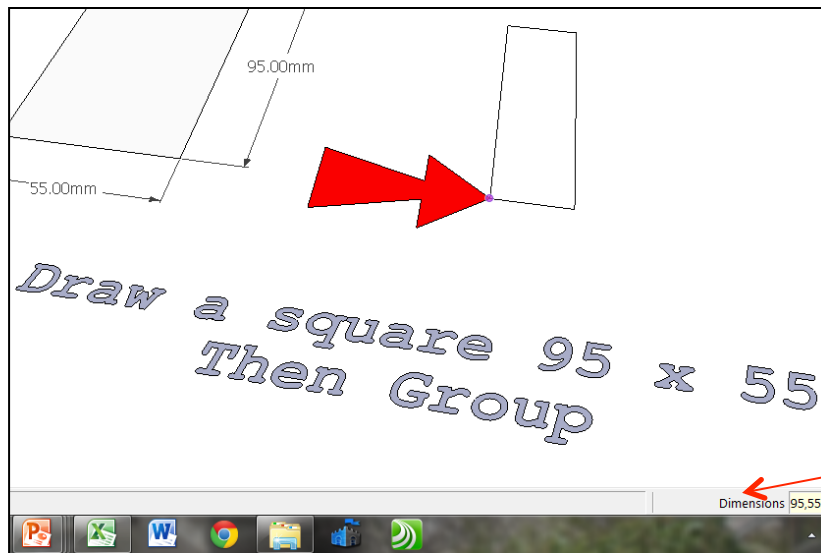 95.00mm
55.00mm
Draw a square 95 x 55
Then Group
Dimensions 95,55